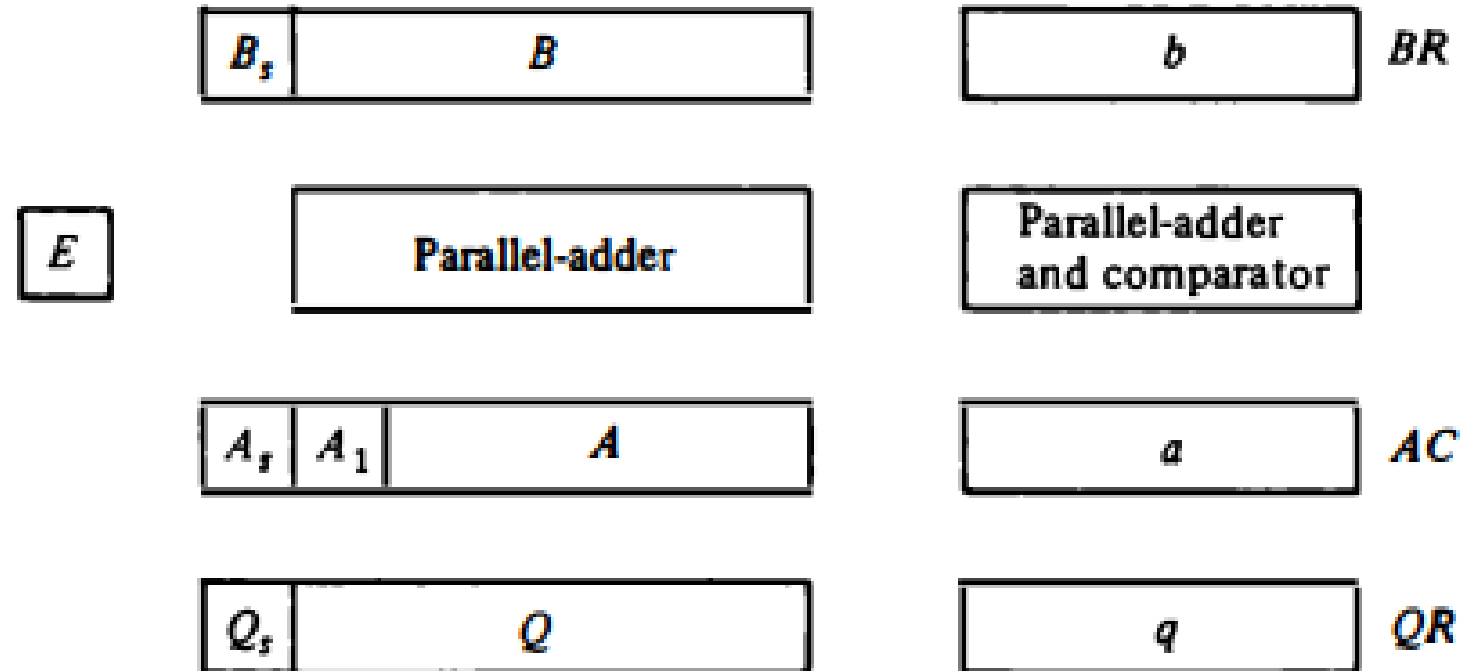 B_s B b BR
E Parallel-adder Parallel-adder
and comparator
A_s A_1 A a AC
Q_s Q q QR